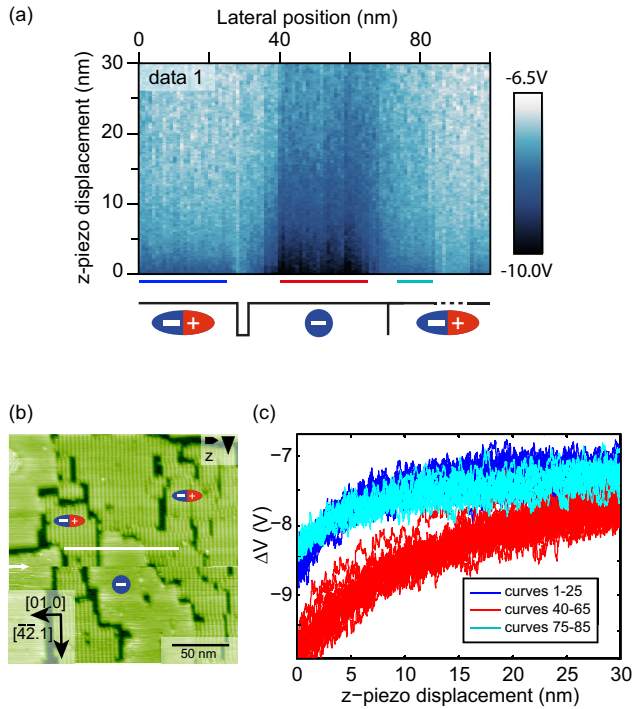 (a)
Lateral position (nm)
0 40 80
z-piezo displacement (nm)
30
20
10
0
data 1
-6.5V
-10.0V
− +
−
− +
(b)
z
− +
− +
−
[01.0]
[4̅2̅.1]
50 nm
(c)
ΔV (V)
−7
−8
−9
curves 1-25
curves 40-65
curves 75-85
0 5 10 15 20 25 30
z−piezo displacement (nm)